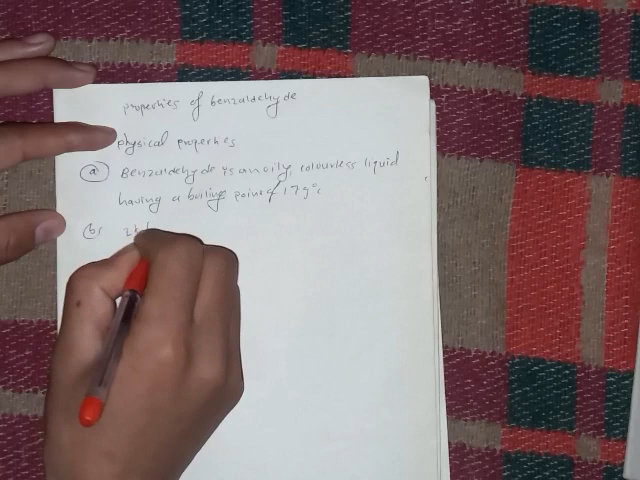 properties of benzaldehyde
physical properties
(a) Benzaldehyde is an oily, colourless liquid
having a boiling point of 179°c
(b)